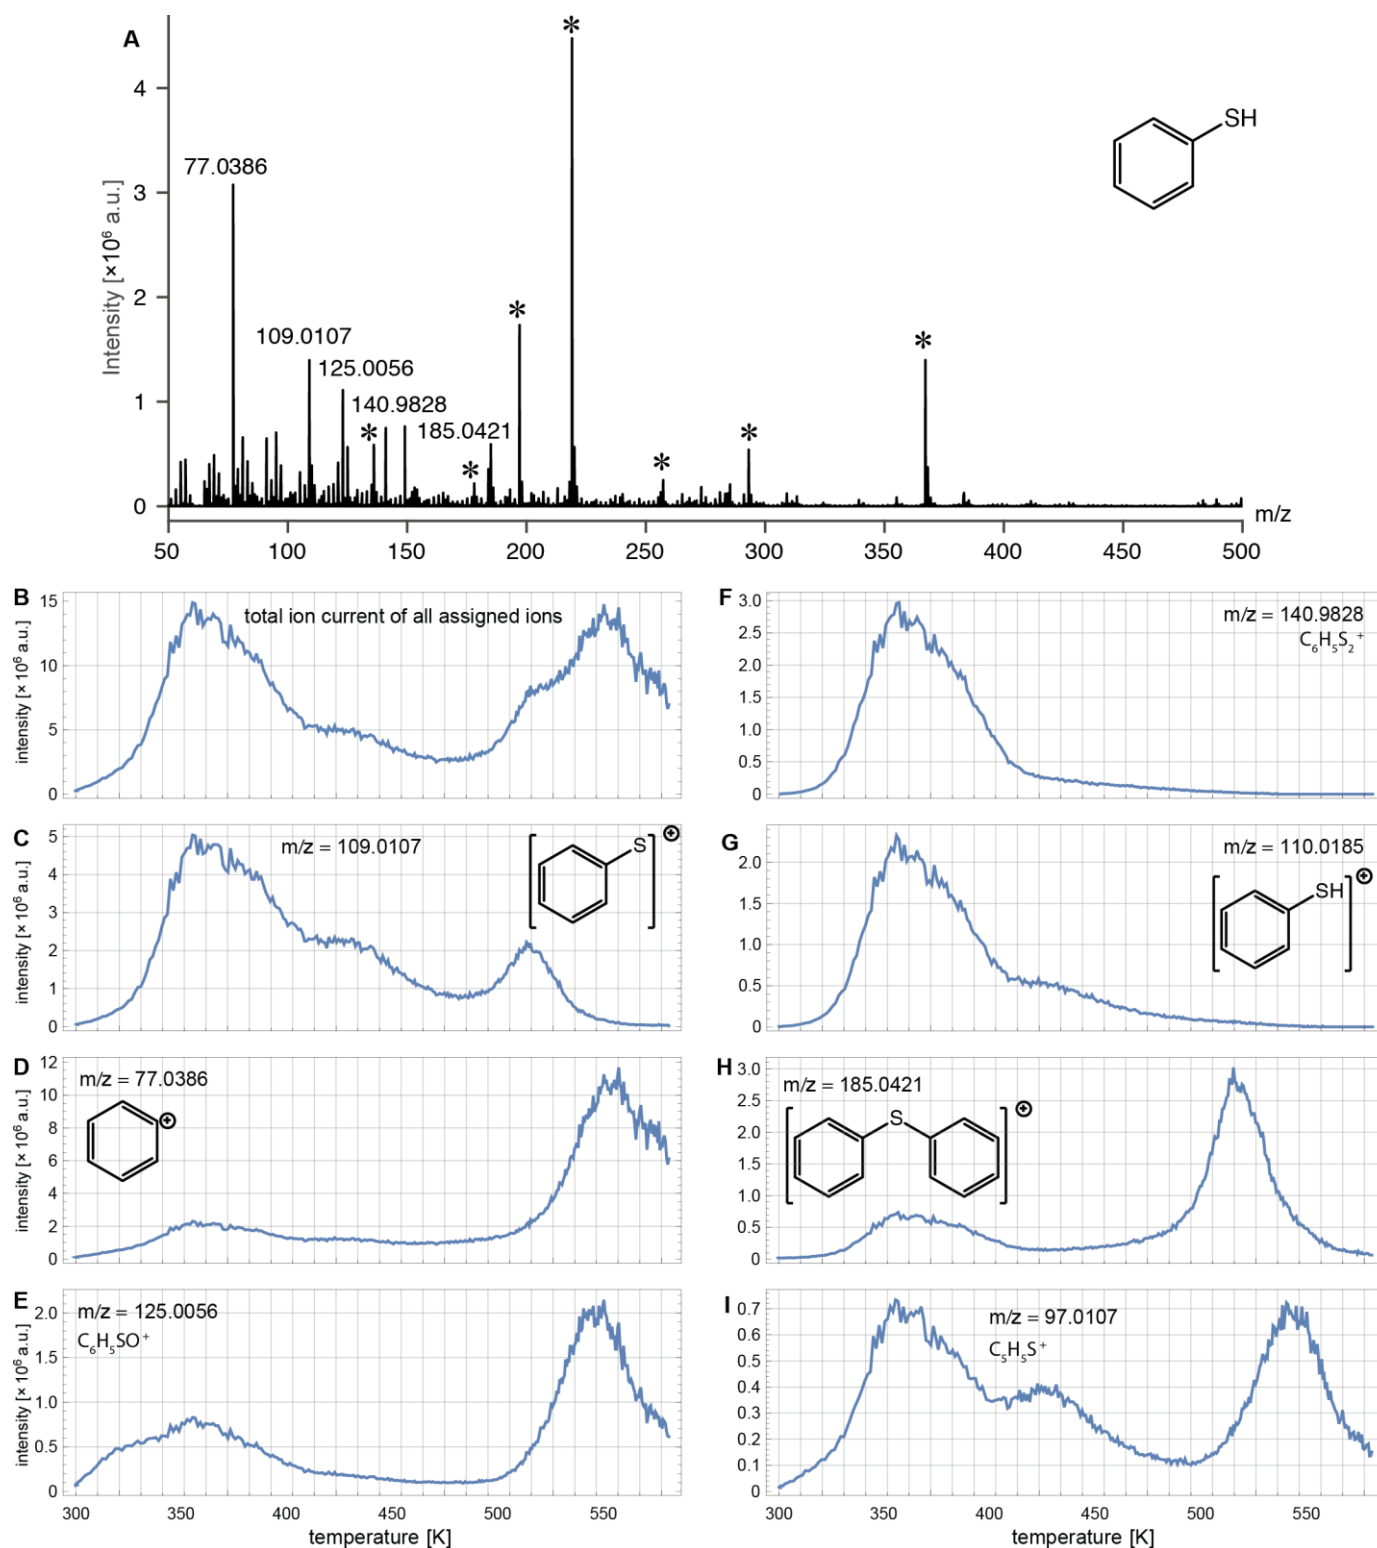 A
Intensity [×10⁶ a.u.]
4
3
2
1
0
*
77.0386
SH
109.0107
125.0056
140.9828
185.0421
*
*
*
*
*
*
50 100 150 200 250 300 350 400 450 500
m/z
B
total ion current of all assigned ions
intensity [× 10⁶ a.u.]
15
10
5
0
C
m/z = 109.0107
S
intensity [× 10⁶ a.u.]
5
4
3
2
1
0
D
m/z = 77.0386
intensity [× 10⁶ a.u.]
12
10
8
6
4
2
0
E
m/z = 125.0056
C₆H₅SO⁺
intensity [× 10⁶ a.u.]
2.0
1.5
1.0
0.5
0
300 350 400 500 550
temperature [K]
F
m/z = 140.9828
C₆H₅S₂⁺
3.0
2.5
2.0
1.5
1.0
0.5
0
G
m/z = 110.0185
SH
2.0
1.0
0.5
0
H
m/z = 185.0421
S
3.0
2.5
2.0
1.5
1.0
0.5
0
I
m/z = 97.0107
C₅H₅S⁺
0.7
0.6
0.5
0.4
0.3
0.2
0.1
0
300 350 400 500 550
temperature [K]